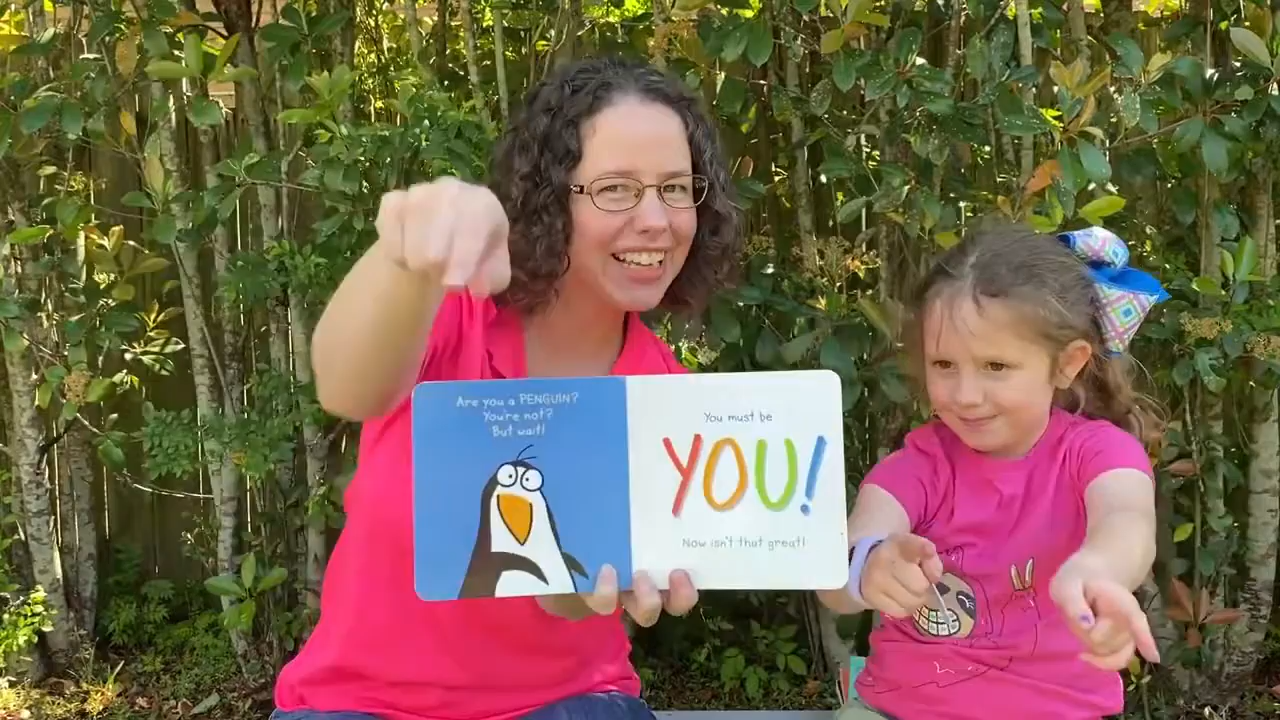 Are you a PENGUIN?
You're not?
But wait!
You must be
YOU!
Now isn't that great!